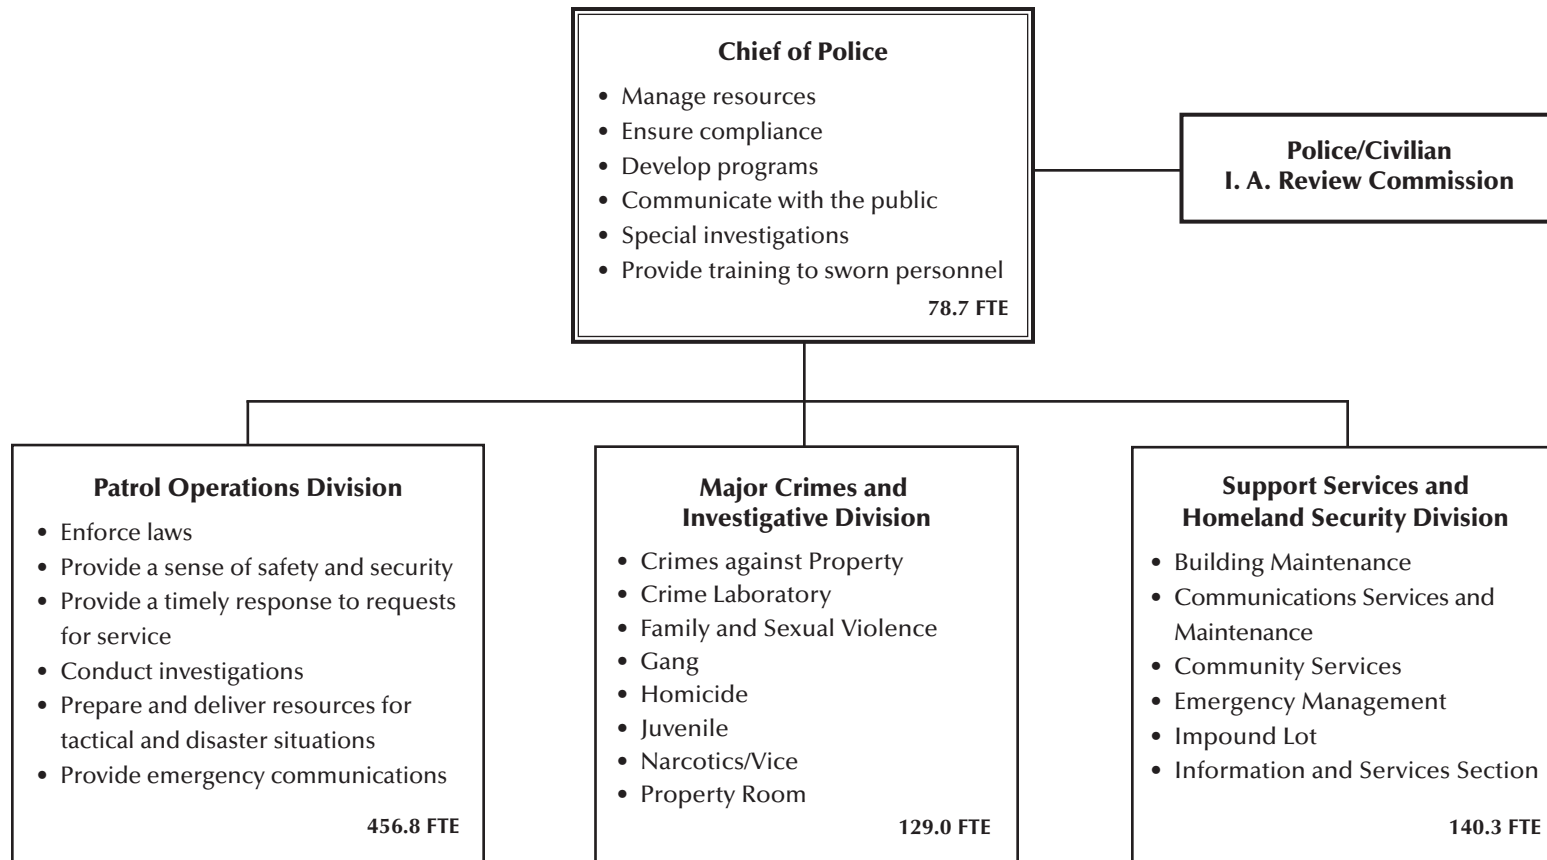 Chief of Police
• Manage resources
• Ensure compliance
• Develop programs
• Communicate with the public
• Special investigations
• Provide training to sworn personnel
78.7 FTE
Police/Civilian
I. A. Review Commission
Patrol Operations Division
• Enforce laws
• Provide a sense of safety and security
• Provide a timely response to requests
for service
• Conduct investigations
• Prepare and deliver resources for
tactical and disaster situations
• Provide emergency communications
456.8 FTE
Major Crimes and
Investigative Division
• Crimes against Property
• Crime Laboratory
• Family and Sexual Violence
• Gang
• Homicide
• Juvenile
• Narcotics/Vice
• Property Room
129.0 FTE
Support Services and
Homeland Security Division
• Building Maintenance
• Communications Services and
Maintenance
• Community Services
• Emergency Management
• Impound Lot
• Information and Services Section
140.3 FTE